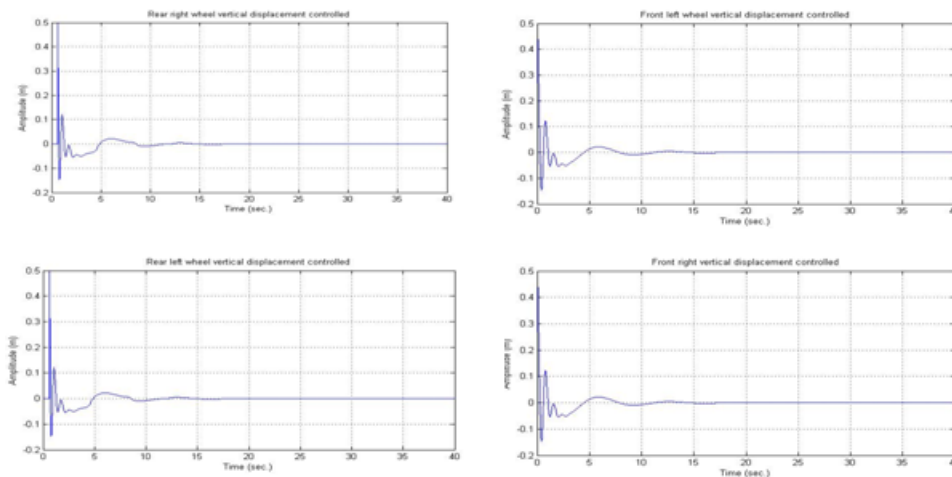 Rear right wheel vertical displacement controlled
Amplitude (m)
0.5
0.4
0.3
0.2
0.1
0
-0.1
-0.2
0 5 10 15 20 25 30 35 40
Time (sec.)
Front left wheel vertical displacement controlled
Amplitude (m)
0.5
0.4
0.3
0.2
0.1
0
-0.1
-0.2
0 5 10 15 20 25 30 35 40
Time (sec.)
Rear left wheel vertical displacement controlled
Amplitude (m)
0.5
0.4
0.3
0.2
0.1
0
-0.1
-0.2
0 5 10 15 20 25 30 35 40
Time (sec.)
Front right vertical displacement controlled
Amplitude (m)
0.5
0.4
0.3
0.2
0.1
0
-0.1
-0.2
0 5 10 15 20 25 30 35 40
Time (sec.)